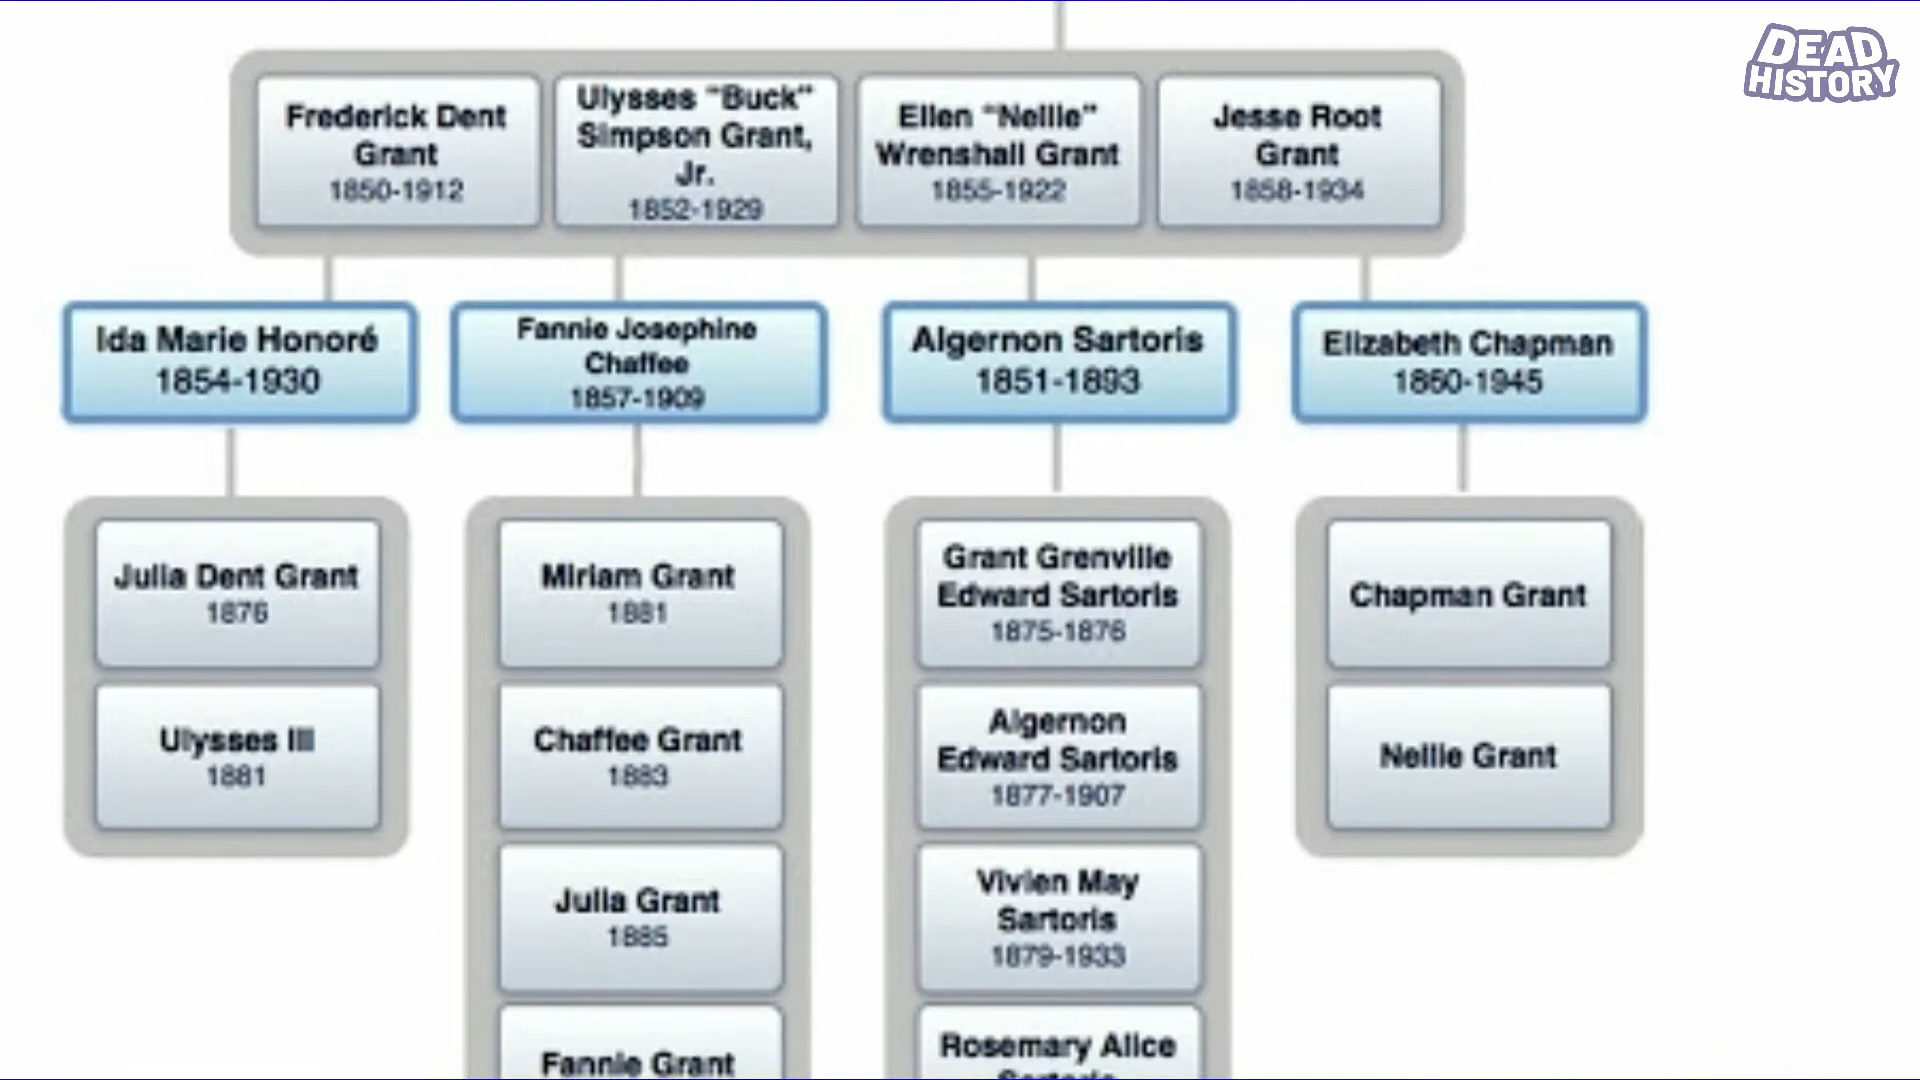 DEAD
HISTORY
Frederick Dent
Grant
1850-1912
Ulysses "Buck"
Simpson Grant,
Jr.
1852-1929
Ellen "Nellie"
Wrenshall Grant
1855-1922
Jesse Root
Grant
1858-1934
Ida Marie Honoré
1854-1930
Fannie Josephine
Chaffee
1857-1909
Algernon Sartoris
1851-1893
Elizabeth Chapman
1860-1945
Julia Dent Grant
1876
Ulysses III
1881
Miriam Grant
1881
Chaffee Grant
1883
Julia Grant
1885
Fannie Grant
Grant Grenville
Edward Sartoris
1875-1876
Algernon
Edward Sartoris
1877-1907
Vivien May
Sartoris
1879-1933
Rosemary Alice
Sartoris
Chapman Grant
Nellie Grant